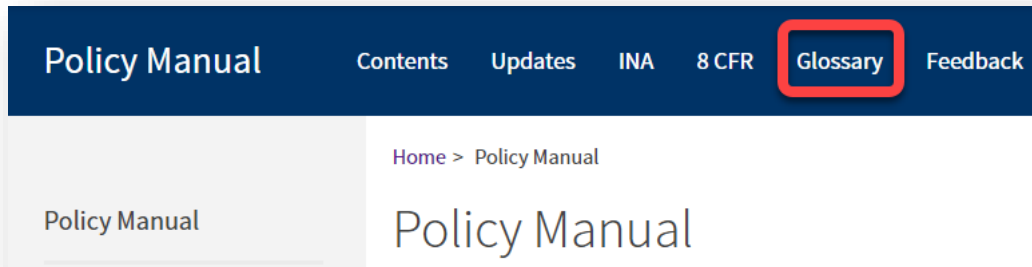 Policy Manual Contents Updates INA 8 CFR Glossary Feedback
Home > Policy Manual
Policy Manual
Policy Manual